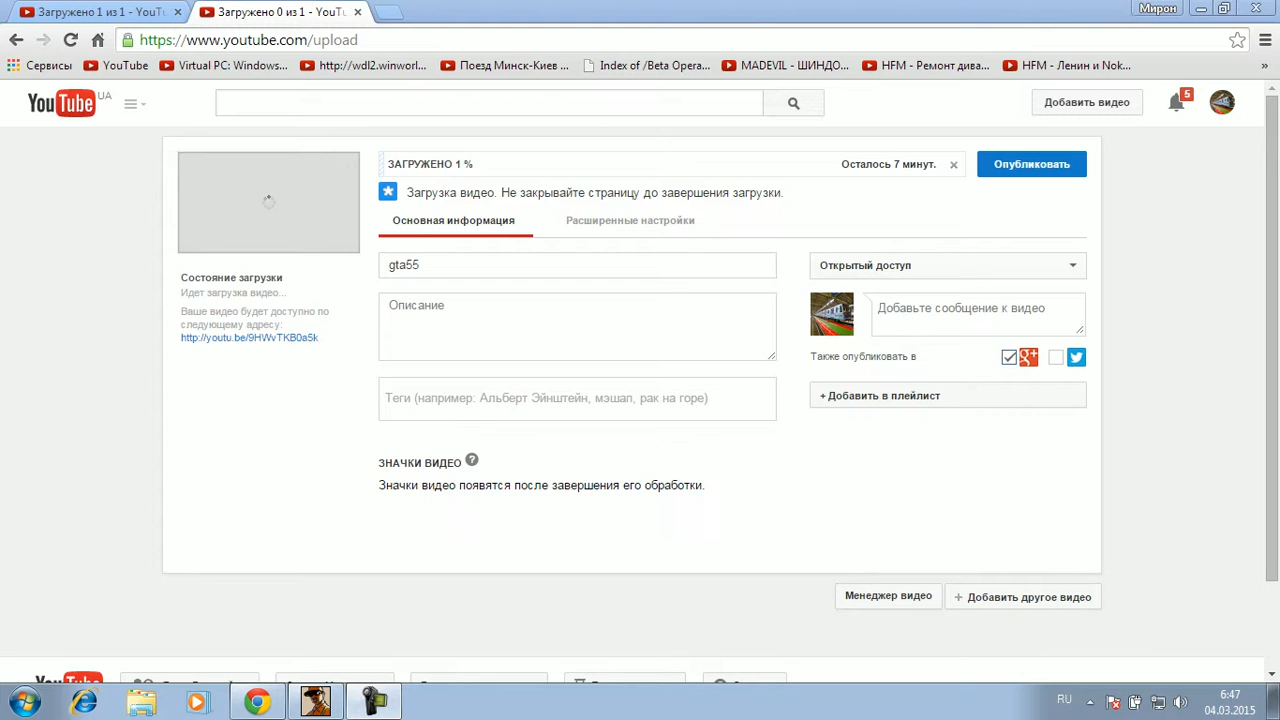 Загружено 1 из 1 - YouTu
Загружено 0 из 1 - YouTu
Мирон
https://www.youtube.com/upload
Сервисы
YouTube
Virtual PC: Windows...
http://wdl2.winworl...
Поезд Минск-Киев ...
Index of /Beta Opera...
MADEVIL - ШИНДО...
HFM - Ремонт дива...
HFM - Ленин и Nok...
»
YouTube UA
Добавить видео
5
ЗАГРУЖЕНО 1 %
Осталось 7 минут.
Опубликовать
Загрузка видео. Не закрывайте страницу до завершения загрузки.
Основная информация
Расширенные настройки
gta55
Открытый доступ
Состояние загрузки
Идет загрузка видео...
Ваше видео будет доступно по
следующему адресу:
http://youtu.be/9HWvTKB0a5k
Описание
Добавьте сообщение к видео
Также опубликовать в
g+
+ Добавить в плейлист
Теги (например: Альберт Эйнштейн, мэшап, рак на горе)
ЗНАЧКИ ВИДЕО ?
Значки видео появятся после завершения его обработки.
Менеджер видео
+ Добавить другое видео
YouTube
RU
6:47
04.03.2015